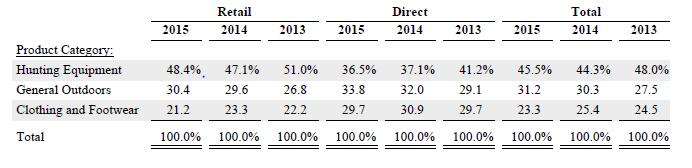 Retail Direct Total
2015 2014 2013 2015 2014 2013 2015 2014 2013
Product Category:
Hunting Equipment 48.4% 47.1% 51.0% 36.5% 37.1% 41.2% 45.5% 44.3% 48.0%
General Outdoors 30.4 29.6 26.8 33.8 32.0 29.1 31.2 30.3 27.5
Clothing and Footwear 21.2 23.3 22.2 29.7 30.9 29.7 23.3 25.4 24.5
Total 100.0% 100.0% 100.0% 100.0% 100.0% 100.0% 100.0% 100.0% 100.0%